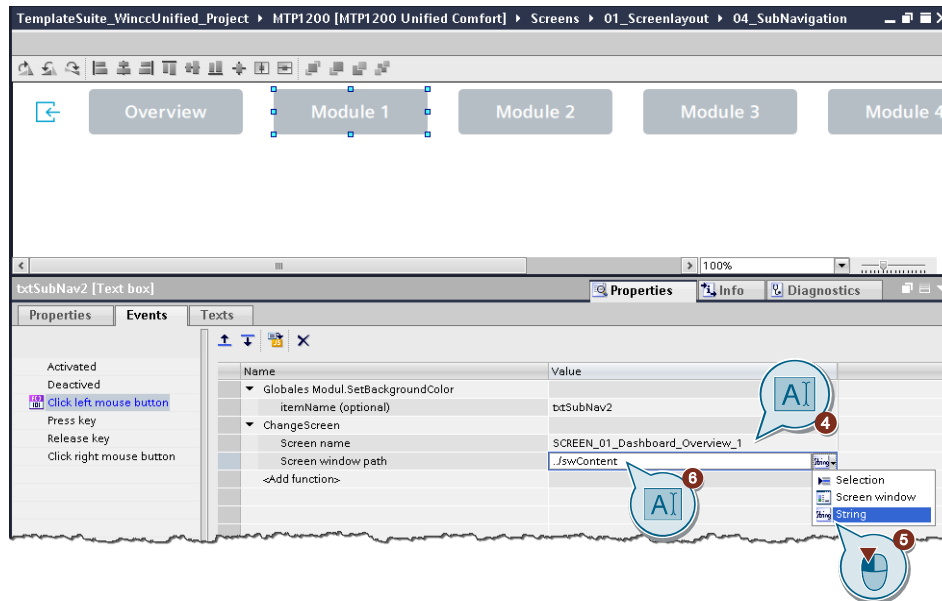 TemplateSuite_WinccUnified_Project ▸ MTP1200 [MTP1200 Unified Comfort] ▸ Screens ▸ 01_Screenlayout ▸ 04_SubNavigation
Overview Module 1 Module 2 Module 3 Module 4
100%
txtSubNav2 [Text box] Properties Info Diagnostics
Properties Events Texts
Name Value
Activated
Deactived
Click left mouse button
Press key
Release key
Click right mouse button
Globales Modul.SetBackgroundColor
itemName (optional) txtSubNav2
ChangeScreen
Screen name SCREEN_01_Dashboard_Overview_1
Screen window path ../swContent String
<Add function>
A 4
A 6
Selection
Screen window
String String
5